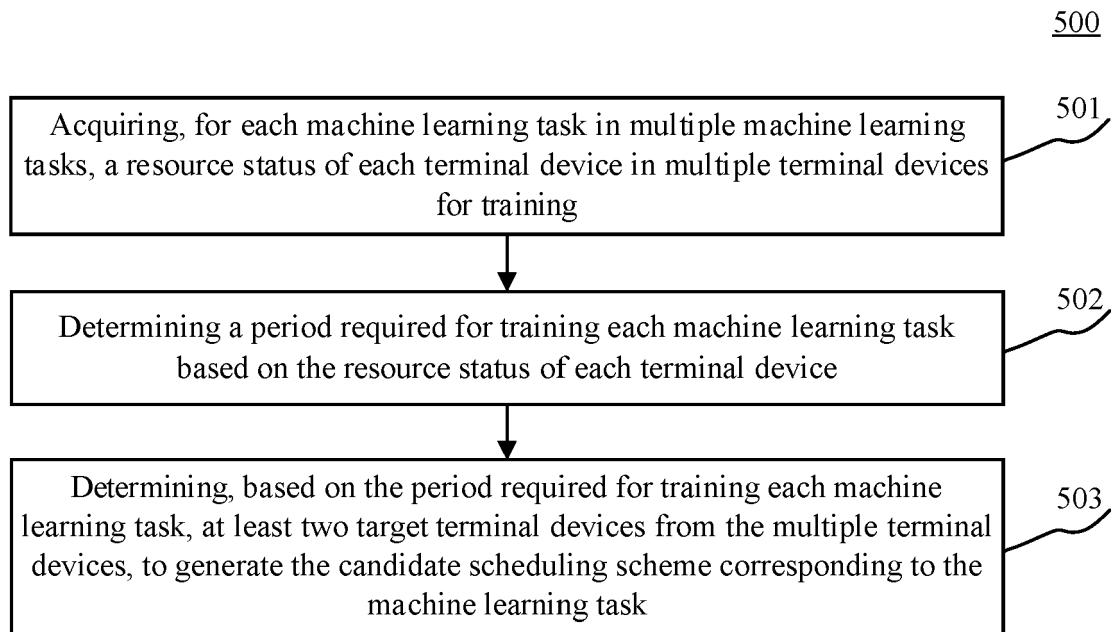 500
Acquiring, for each machine learning task in multiple machine learning
tasks, a resource status of each terminal device in multiple terminal devices
for training
501
Determining a period required for training each machine learning task
based on the resource status of each terminal device
502
Determining, based on the period required for training each machine
learning task, at least two target terminal devices from the multiple terminal
devices, to generate the candidate scheduling scheme corresponding to the
machine learning task
503